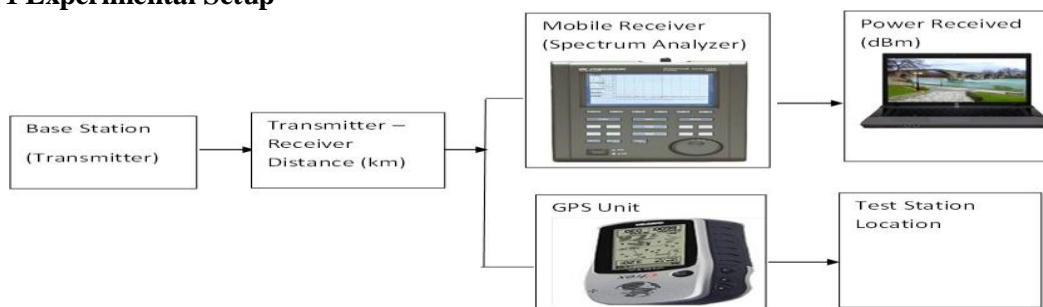 1 Experimental Setup
Mobile Receiver
(Spectrum Analyzer)
Power Received
(dBm)
Base Station
(Transmitter)
Transmitter –
Receiver
Distance (km)
GPS Unit
Test Station
Location